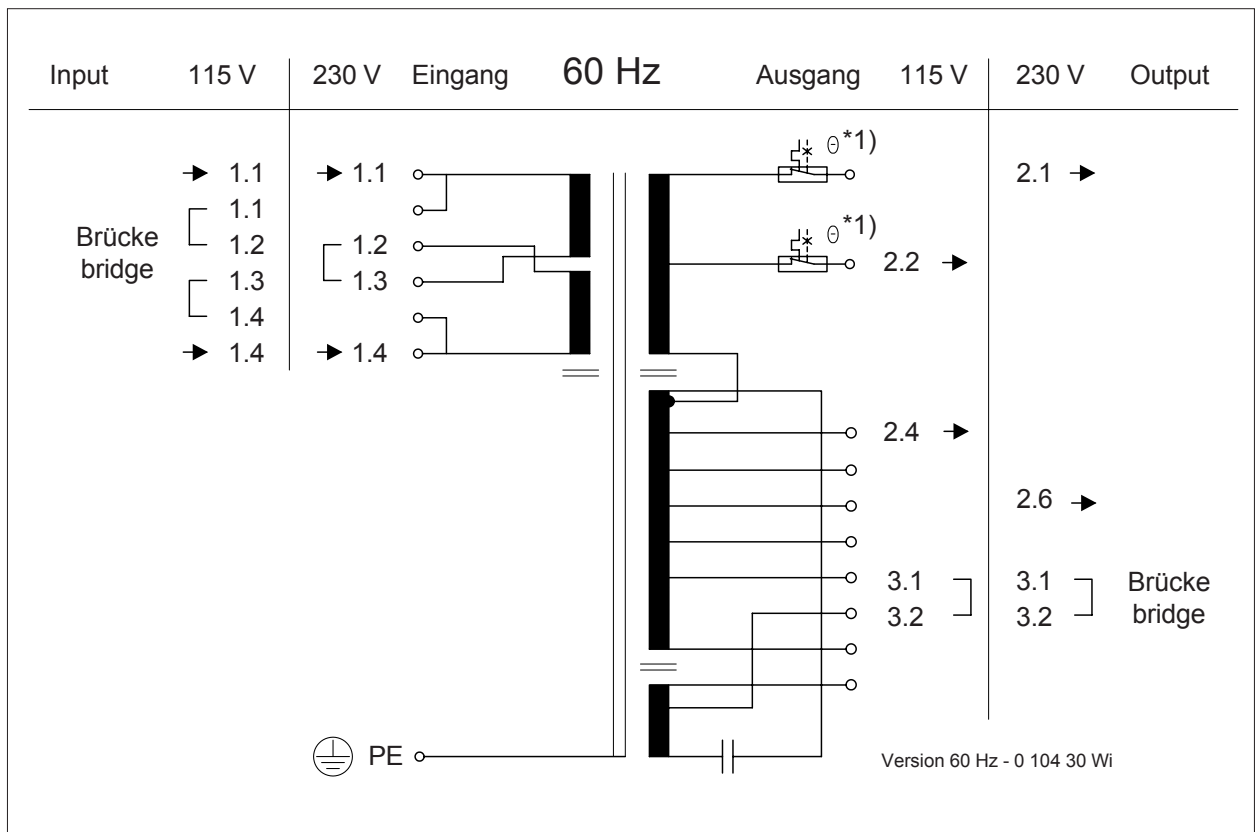 Input 115 V 230 V Eingang 60 Hz Ausgang 115 V 230 V Output
*1)
1.1 1.1 2.1
1.1
*1)
Brücke 1.2 1.2 2.2
bridge 1.3 1.3
1.4
1.4 1.4
2.4
2.6
3.1 3.1 Brücke
3.2 3.2 bridge
PE
Version 60 Hz - 0 104 30 Wi